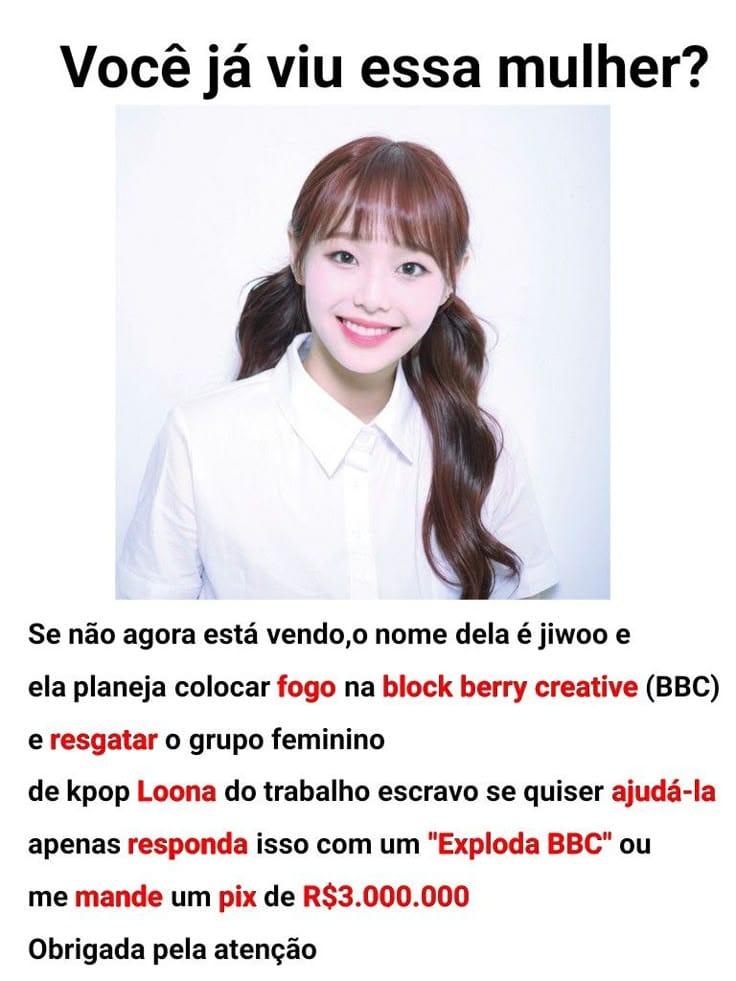 Você já viu essa mulher?
Se não agora está vendo,o nome dela é jiwoo e
ela planeja colocar fogo na block berry creative (BBC)
e resgatar o grupo feminino
de kpop Loona do trabalho escravo se quiser ajudá-la
apenas responda isso com um "Exploda BBC" ou
me mande um pix de R$3.000.000
Obrigada pela atenção